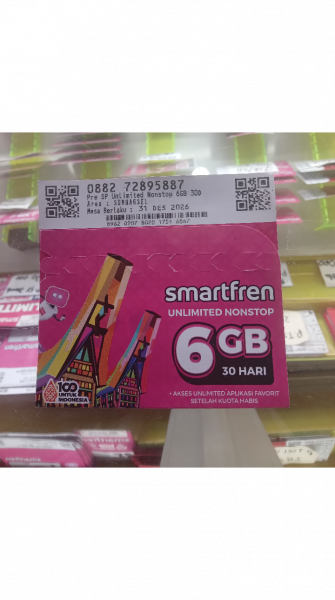 0882 72895887
Pre SP Unlimited Nonstop 6GB 30D
Area : SUMBAGSEL
Masa Berlaku : 31 DES 2026
smartfren
UNLIMITED NONSTOP
6GB
30 HARI
100
UNTUK
INDONESIA
• AKSES UNLIMITED APLIKASI FAVORIT
SETELAH KUOTA HABIS